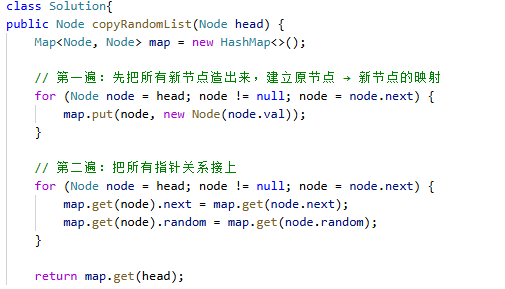 class Solution{
public Node copyRandomList(Node head) {
    Map<Node, Node> map = new HashMap<>();

    // 第一遍：先把所有新节点造出来，建立原节点 → 新节点的映射
    for (Node node = head; node != null; node = node.next) {
        map.put(node, new Node(node.val));
    }

    // 第二遍：把所有指针关系接上
    for (Node node = head; node != null; node = node.next) {
        map.get(node).next = map.get(node.next);
        map.get(node).random = map.get(node.random);
    }

    return map.get(head);